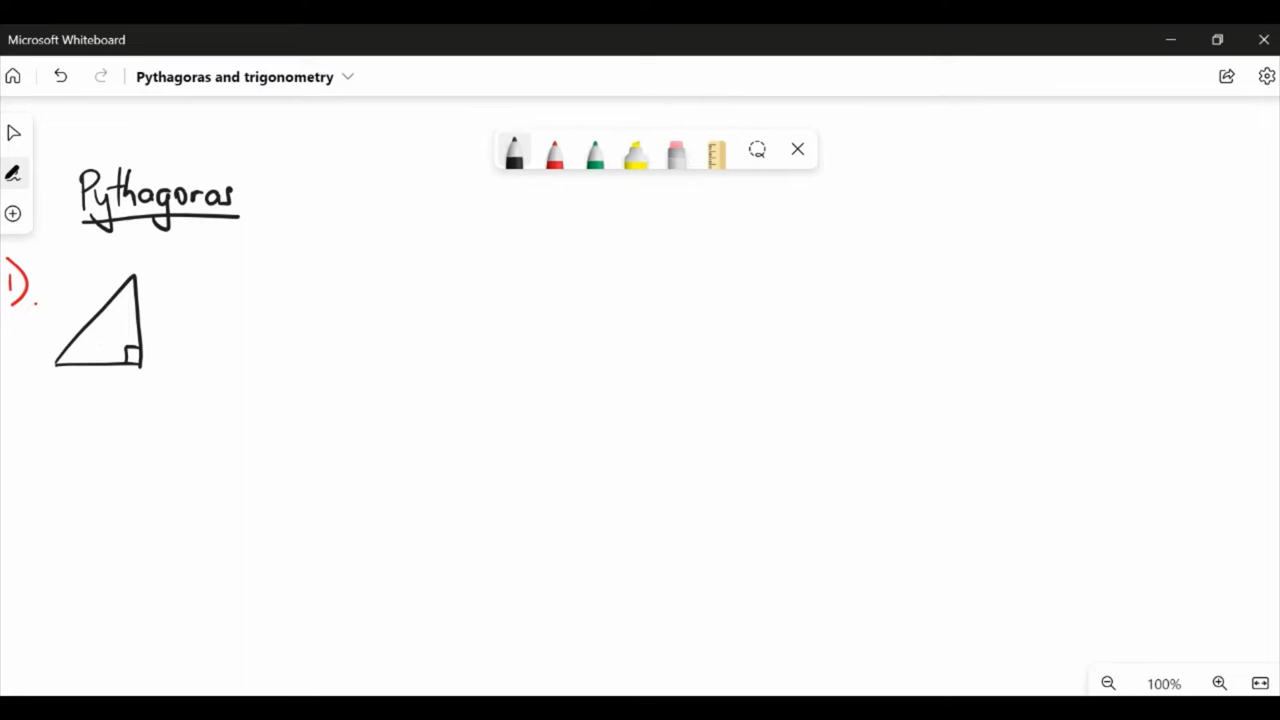 Microsoft Whiteboard
Pythagoras and trigonometry
Pythagoras
1).
100%